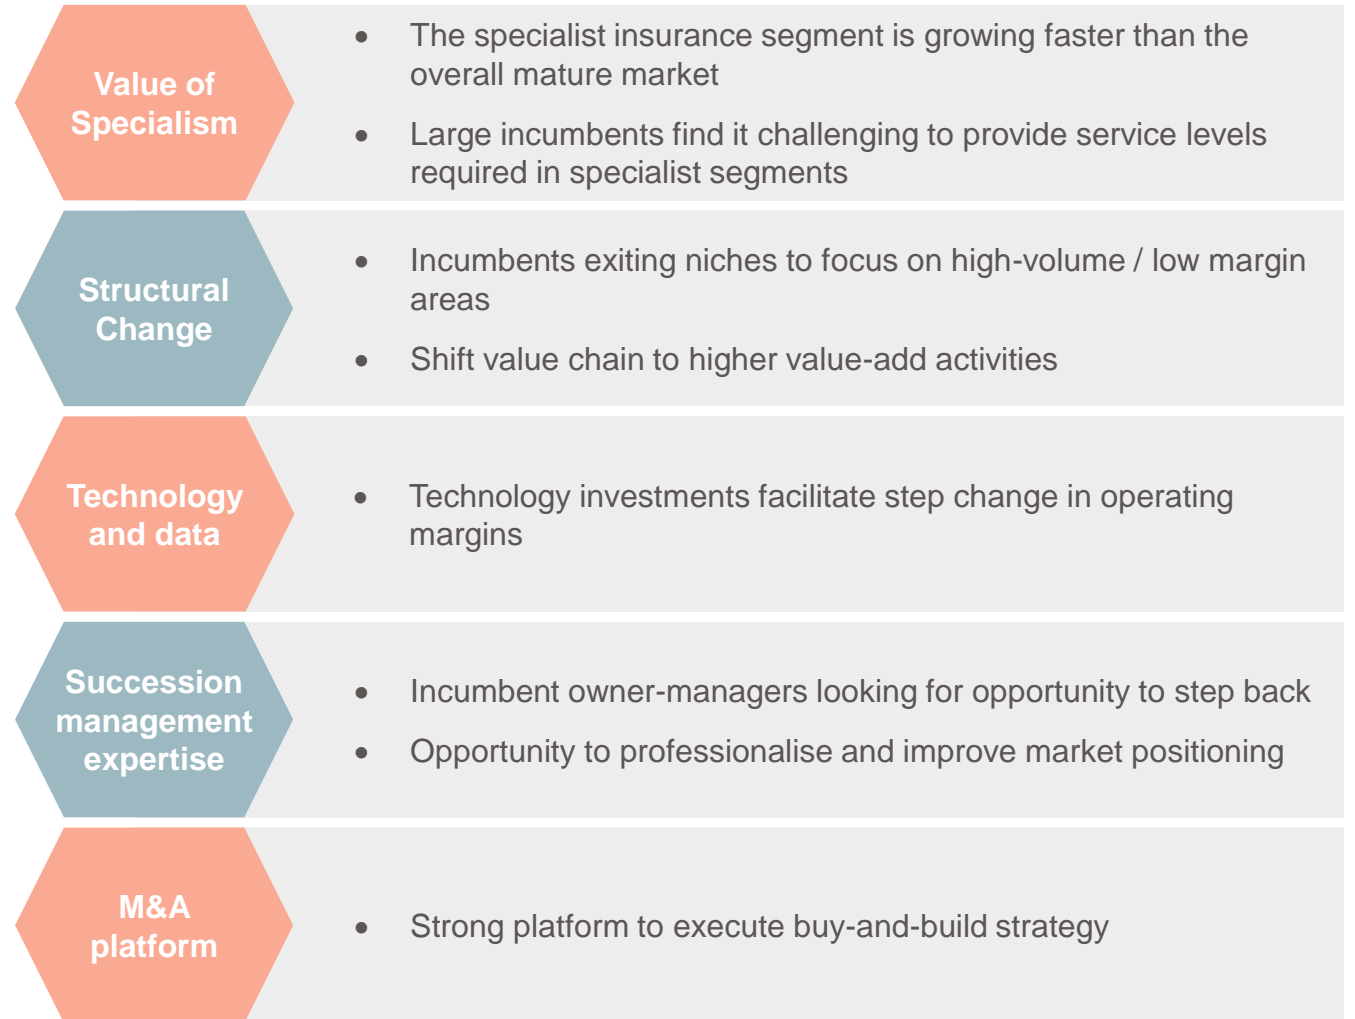 Value of
Specialism
• The specialist insurance segment is growing faster than the
overall mature market
• Large incumbents find it challenging to provide service levels
required in specialist segments
Structural
Change
• Incumbents exiting niches to focus on high-volume / low margin
areas
• Shift value chain to higher value-add activities
Technology
and data
• Technology investments facilitate step change in operating
margins
Succession
management
expertise
• Incumbent owner-managers looking for opportunity to step back
• Opportunity to professionalise and improve market positioning
M&A
platform
• Strong platform to execute buy-and-build strategy